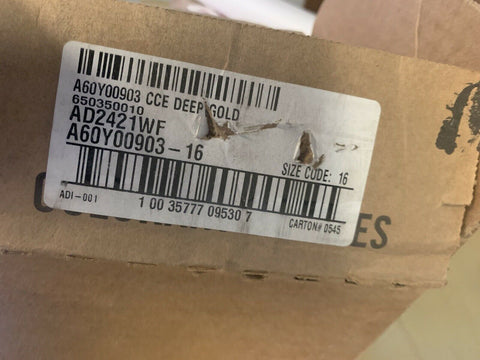 A60Y00903 CCE DEEP GOLD
650350010
AD2421WF
A60Y00903-16
SIZE CODE: 16
ADI-001
1 00 35777 09530 7
CARTON# 0545